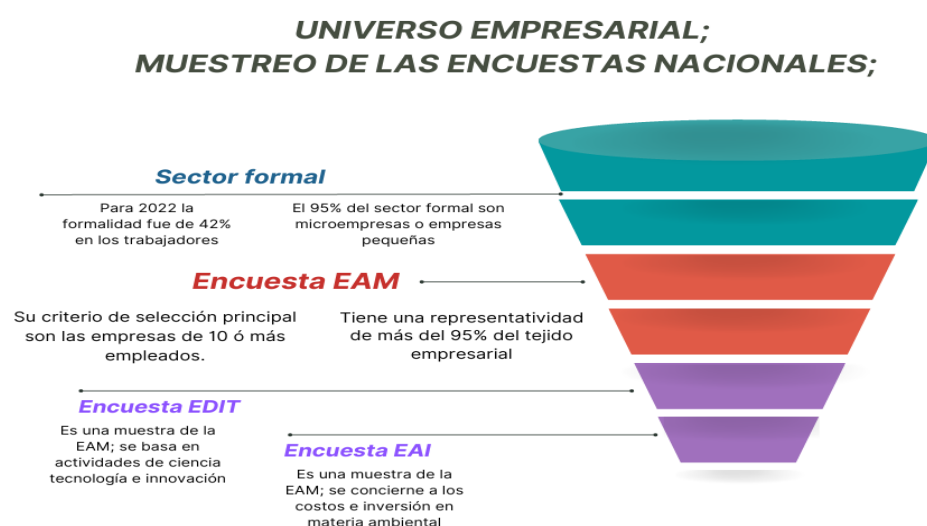 UNIVERSO EMPRESARIAL;
MUESTREO DE LAS ENCUESTAS NACIONALES;
Sector formal
Para 2022 la
formalidad fue de 42%
en los trabajadores
El 95% del sector formal son
microempresas o empresas
pequeñas
Encuesta EAM
Su criterio de selección principal
son las empresas de 10 ó más
empleados.
Tiene una representatividad
de más del 95% del tejido
empresarial
Encuesta EDIT
Es una muestra de la
EAM; se basa en
actividades de ciencia
tecnología e innovación
Encuesta EAI
Es una muestra de la
EAM; se concierne a los
costos e inversión en
materia ambiental